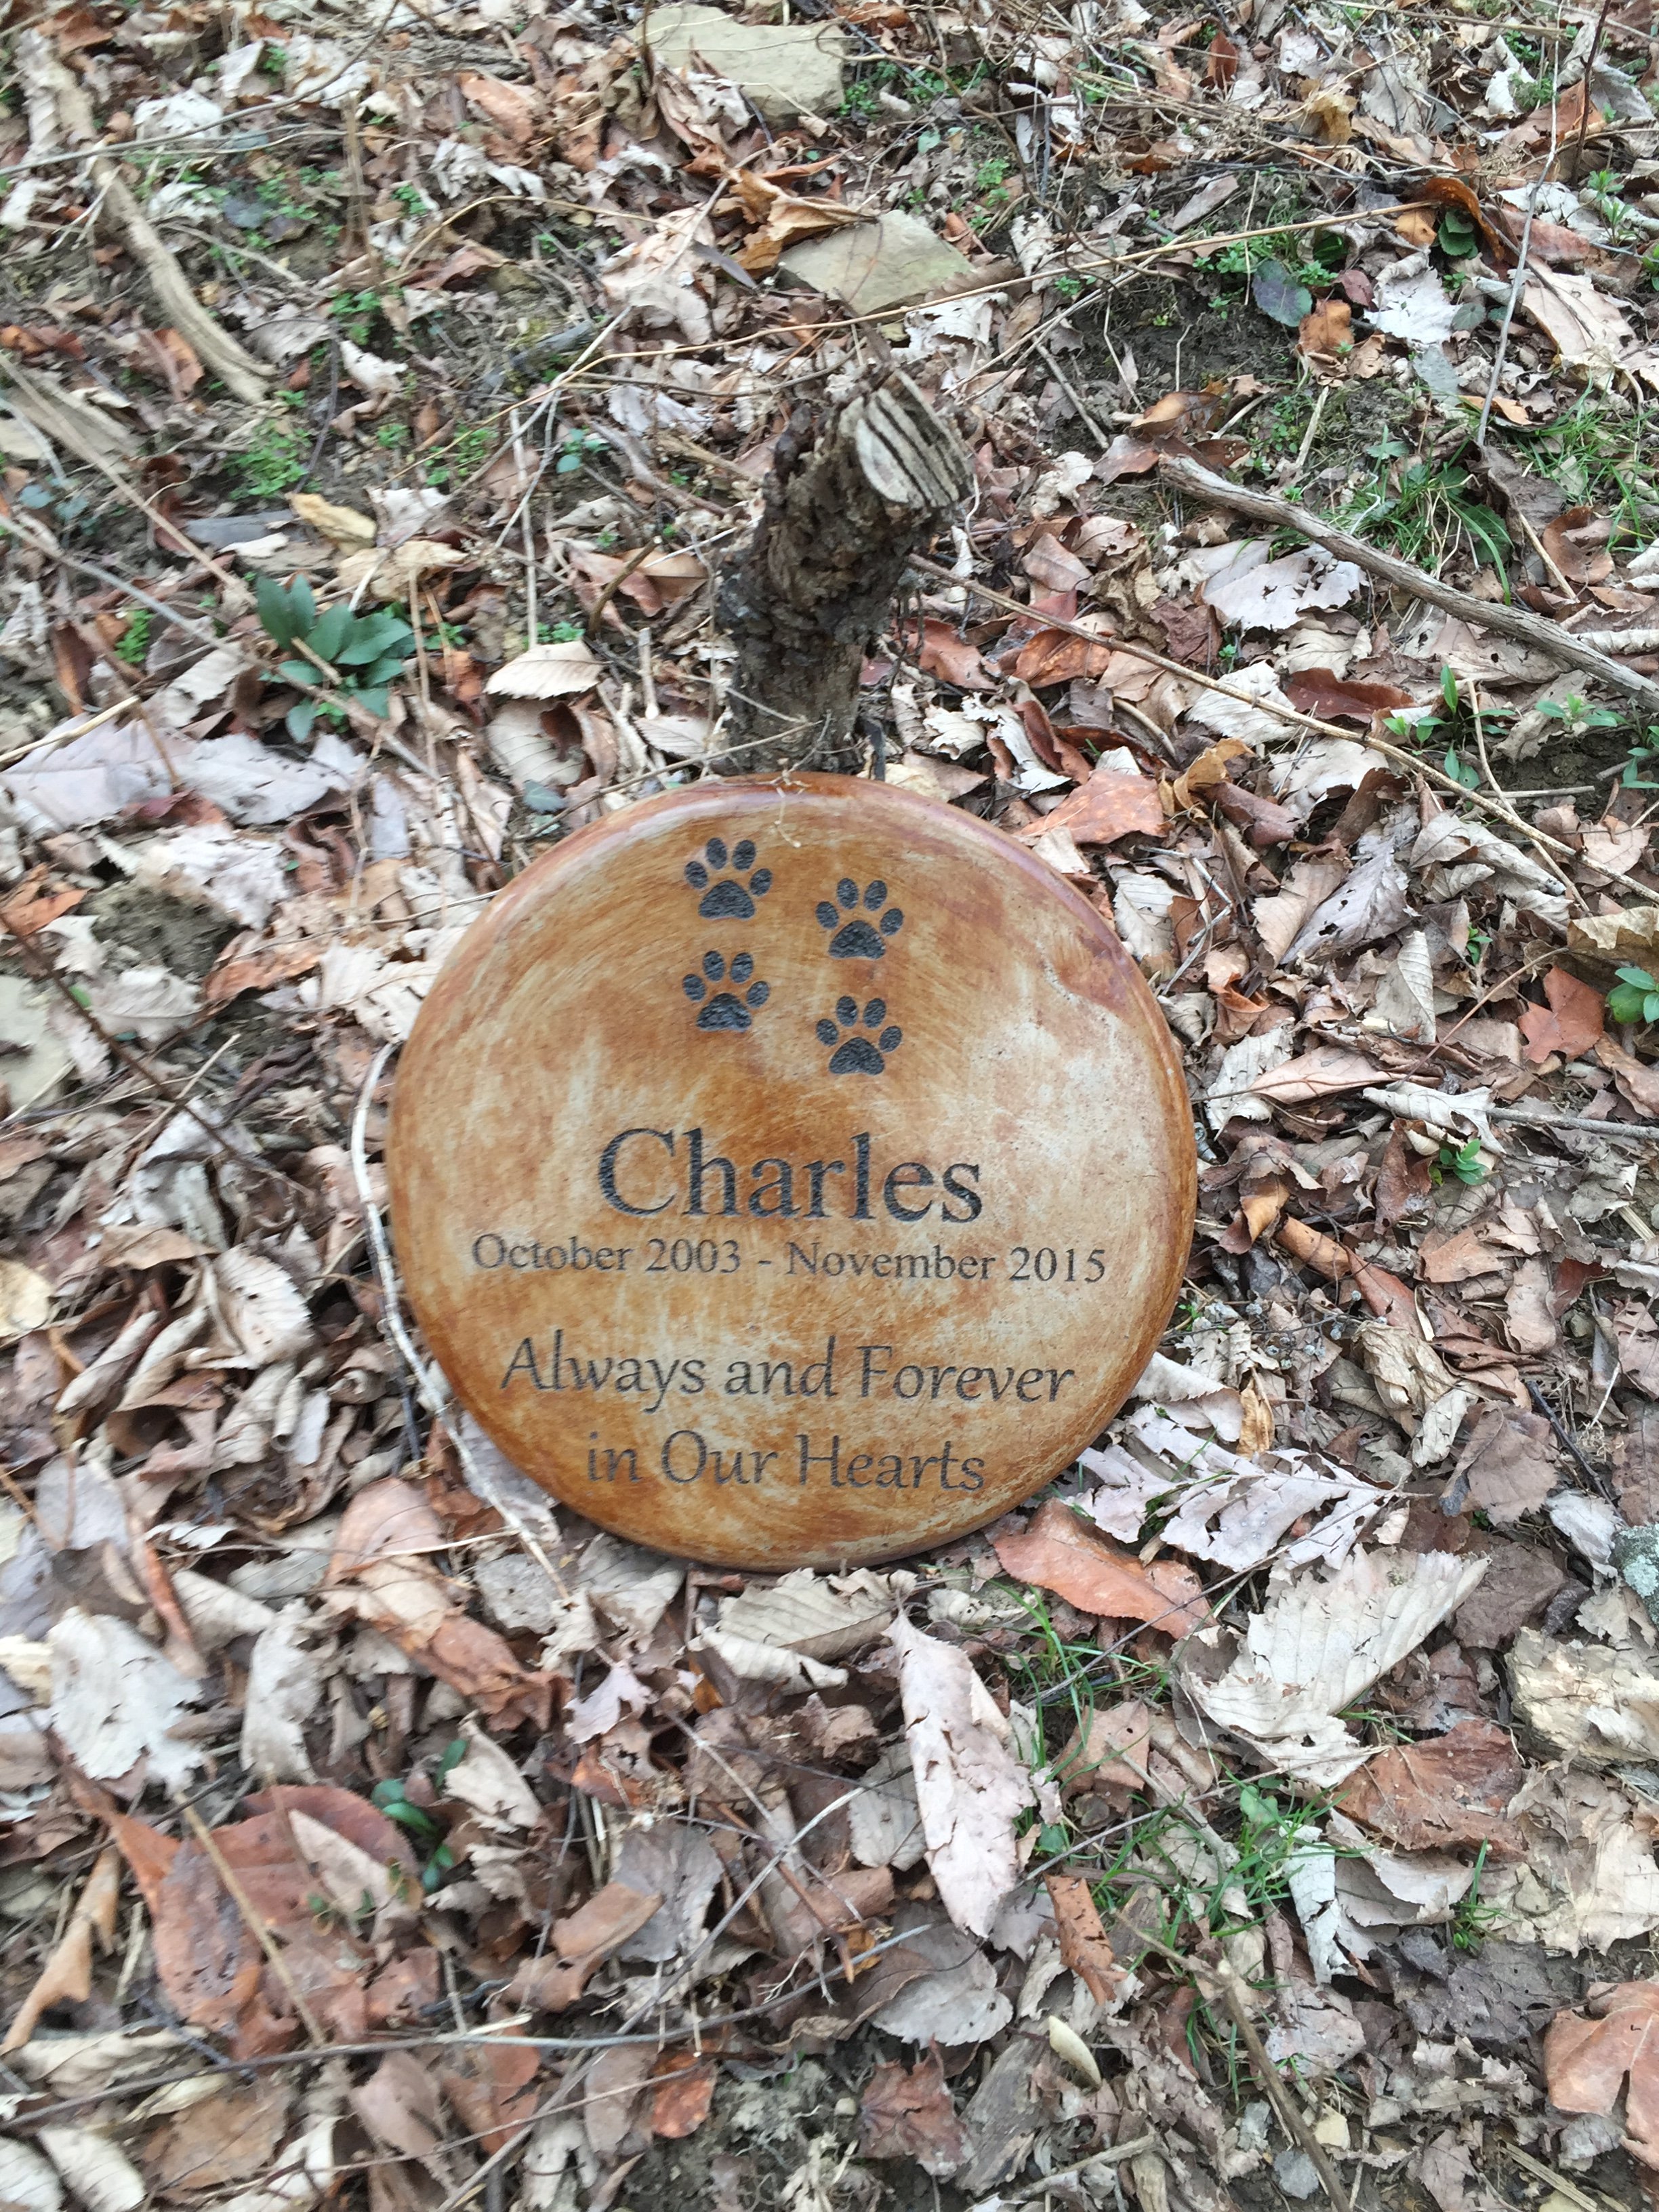 Charles
October 2003 - November 2015
Always and Forever
in Our Hearts